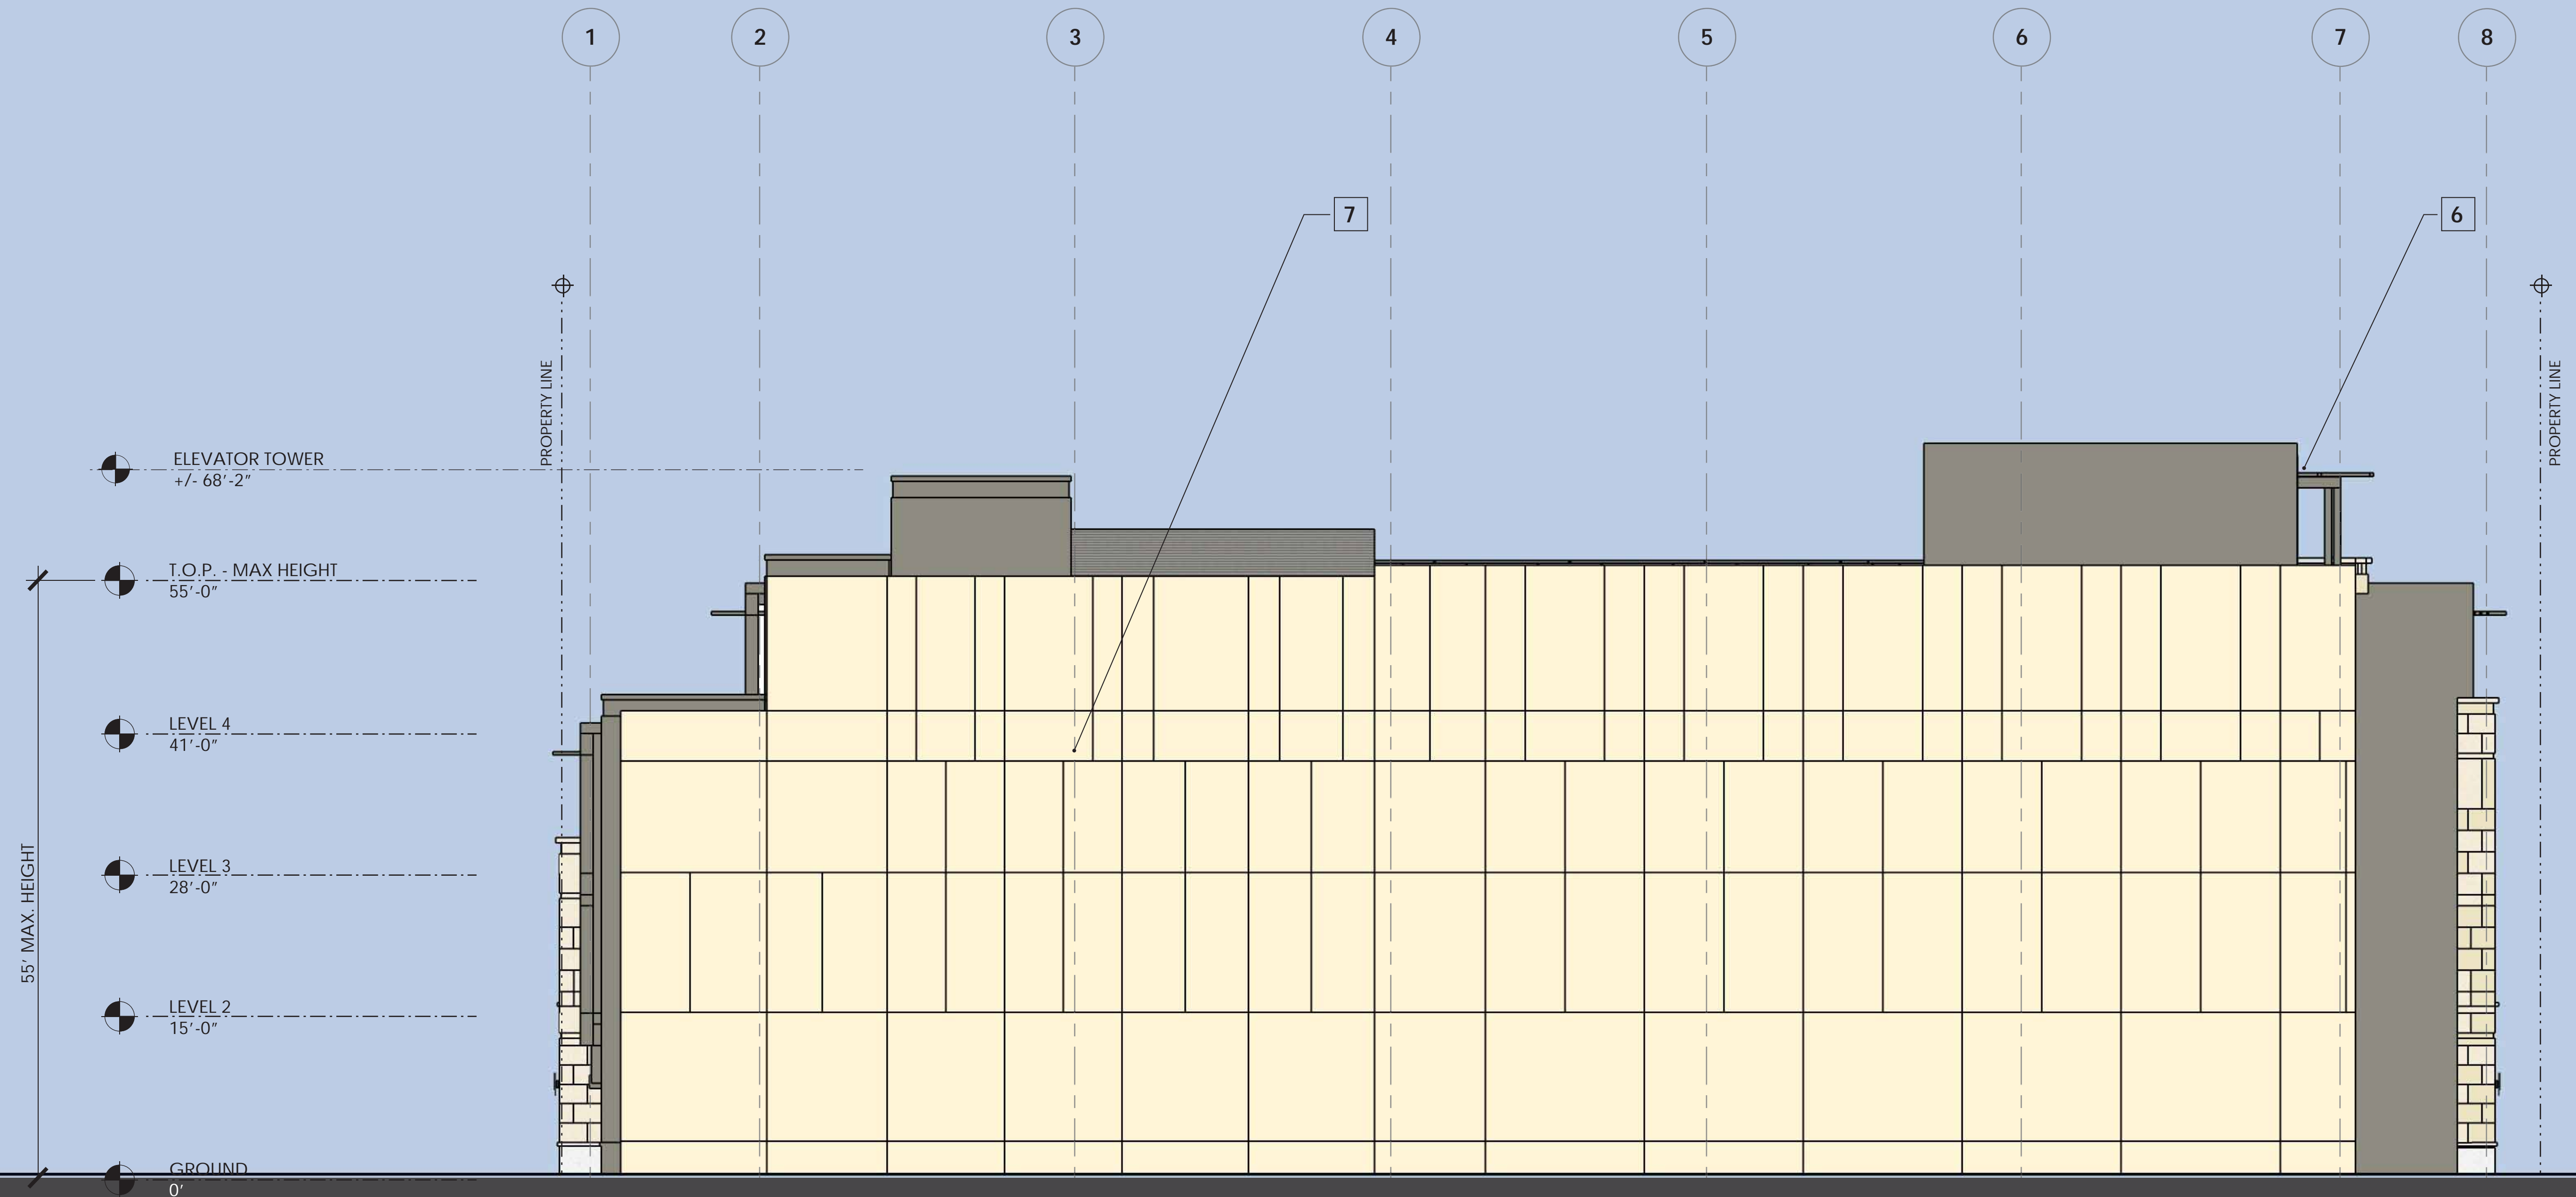 1 2 3 4 5 6 7 8
7
6
PROPERTY LINE
PROPERTY LINE
ELEVATOR TOWER
+/- 68'-2"
T.O.P. - MAX HEIGHT
55'-0"
LEVEL 4
41'-0"
LEVEL 3
28'-0"
55' MAX. HEIGHT
LEVEL 2
15'-0"
GROUND
0'